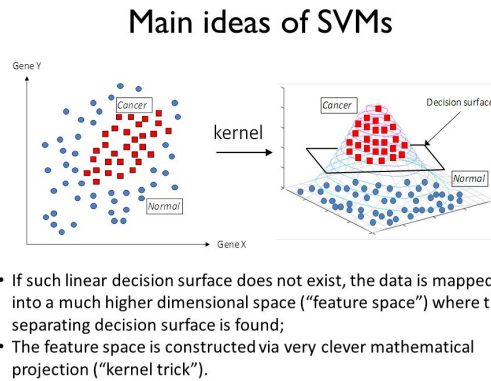 Main ideas of SVMs
Gene Y
Cancer
Normal
Gene X
kernel
Cancer
Decision surface
Normal
• If such linear decision surface does not exist, the data is mapped
into a much higher dimensional space (“feature space”) where t
separating decision surface is found;
• The feature space is constructed via very clever mathematical
projection (“kernel trick”).